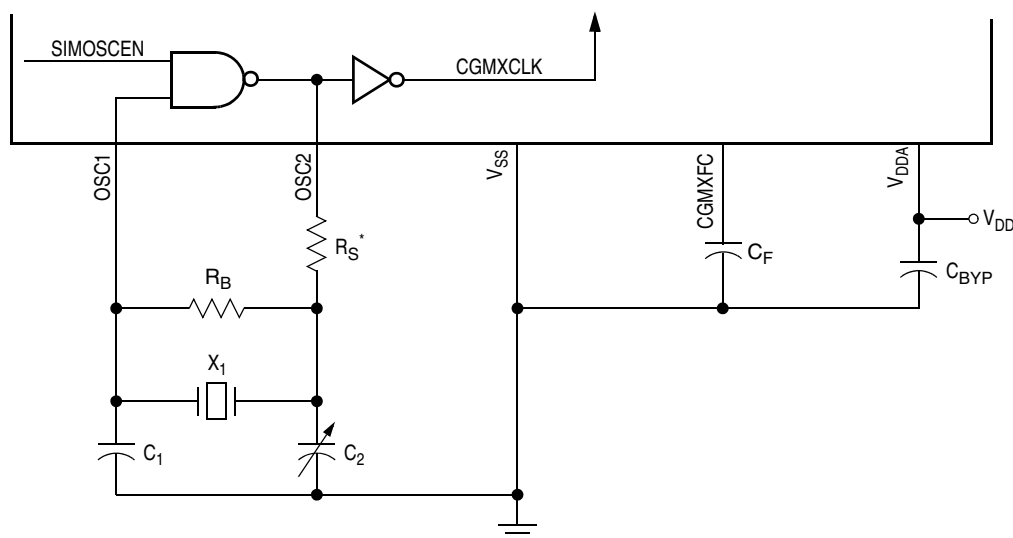 SIMOSCEN
CGMXCLK
OSC1
OSC2
VSS
CGMXFC
VDDA
VDD
RS*
CF
CBYP
RB
X1
C1
C2